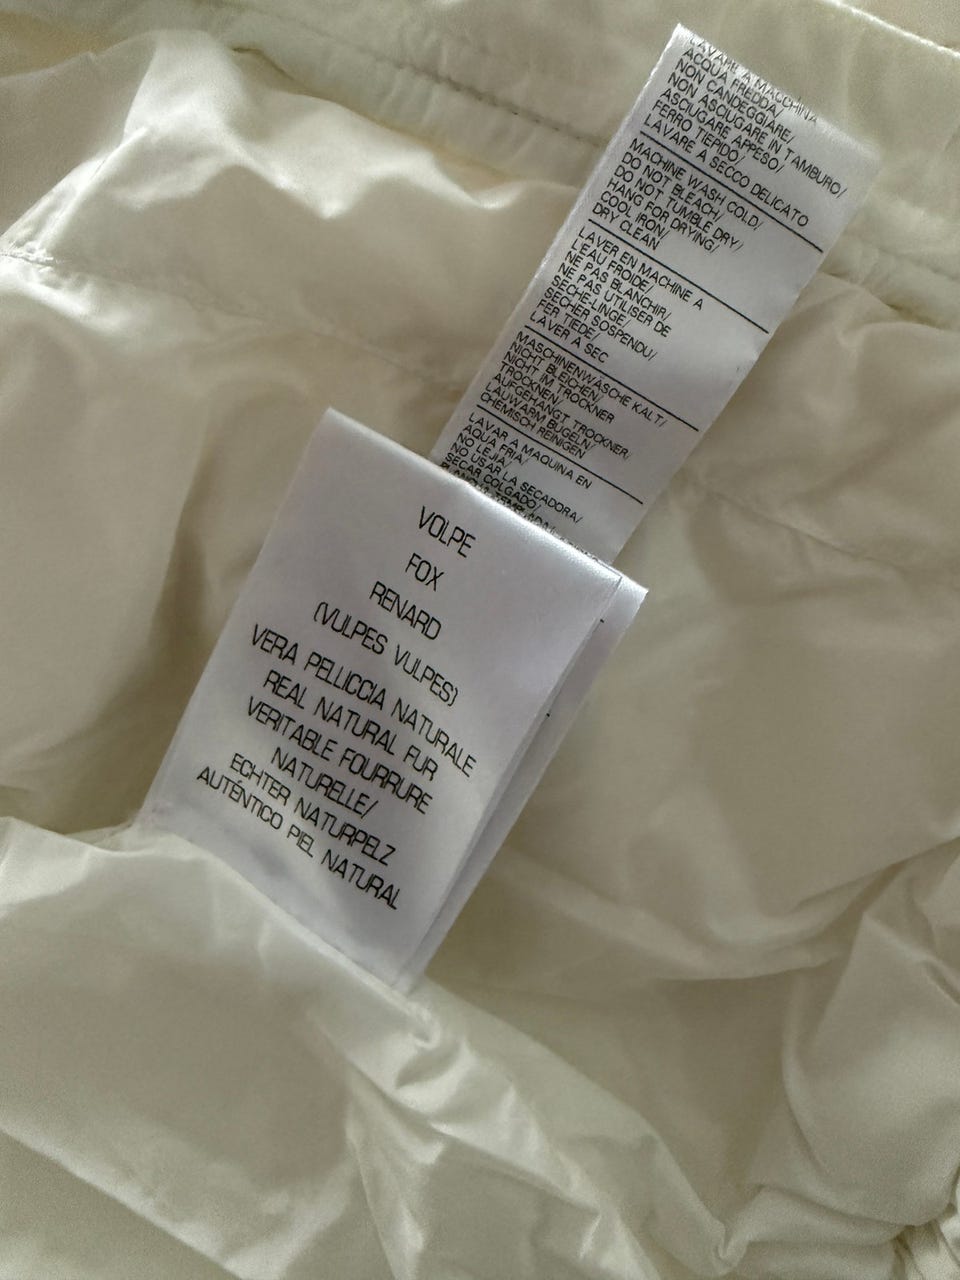 LAVARE A MACCHINA
ACQUA FREDDA/
NON CANDEGGIARE/
NON ASCIUGARE IN TAMBURO/
ASCIUGARE APPESO/
FERRO TIEPIDO/
LAVARE A SECCO DELICATO
MACHINE WASH COLD/
DO NOT BLEACH/
DO NOT TUMBLE DRY/
HANG FOR DRYING/
COOL IRON/
DRY CLEAN
LAVER EN MACHINE A
L'EAU FROIDE/
NE PAS BLANCHIR/
NE PAS UTILISER DE
SECHE-LINGE/
SECHER SOSPENDU/
FER TIEDE/
LAVER A SEC
MASCHINENWÄSCHE KALT/
NICHT BLEICHEN/
NICHT IM TROCKNER
TROCKNEN/
AUFGEHANGT TROCKNER/
LAUWARM BUGELN/
CHEMISCH REINIGEN
LAVAR A MAQUINA EN
AQUA FRIA/
NO LEJIA/
NO USAR LA SECADORA/
SECAR COLGADO/
VOLPE
FOX
RENARD
(VULPES VULPES)
VERA PELLICCIA NATURALE
REAL NATURAL FUR
VERITABLE FOURRURE
NATURELLE/
ECHTER NATURPELZ
AUTÉNTICO PIEL NATURAL